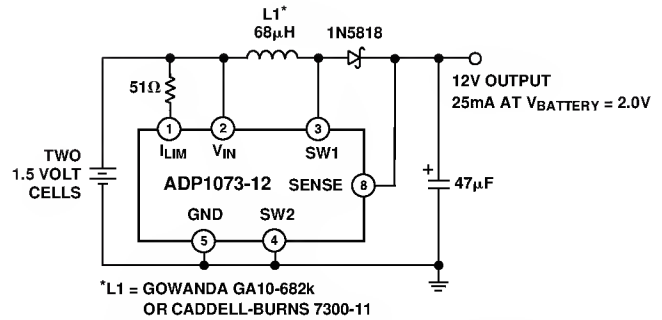 L1*
68µH
1N5818
12V OUTPUT
25mA AT VBATTERY = 2.0V
51Ω
1
2
3
ILIM
VIN
SW1
TWO
1.5 VOLT
CELLS
ADP1073-12
SENSE
8
+
47µF
GND
SW2
5
4
*L1 = GOWANDA GA10-682k
OR CADDELL-BURNS 7300-11